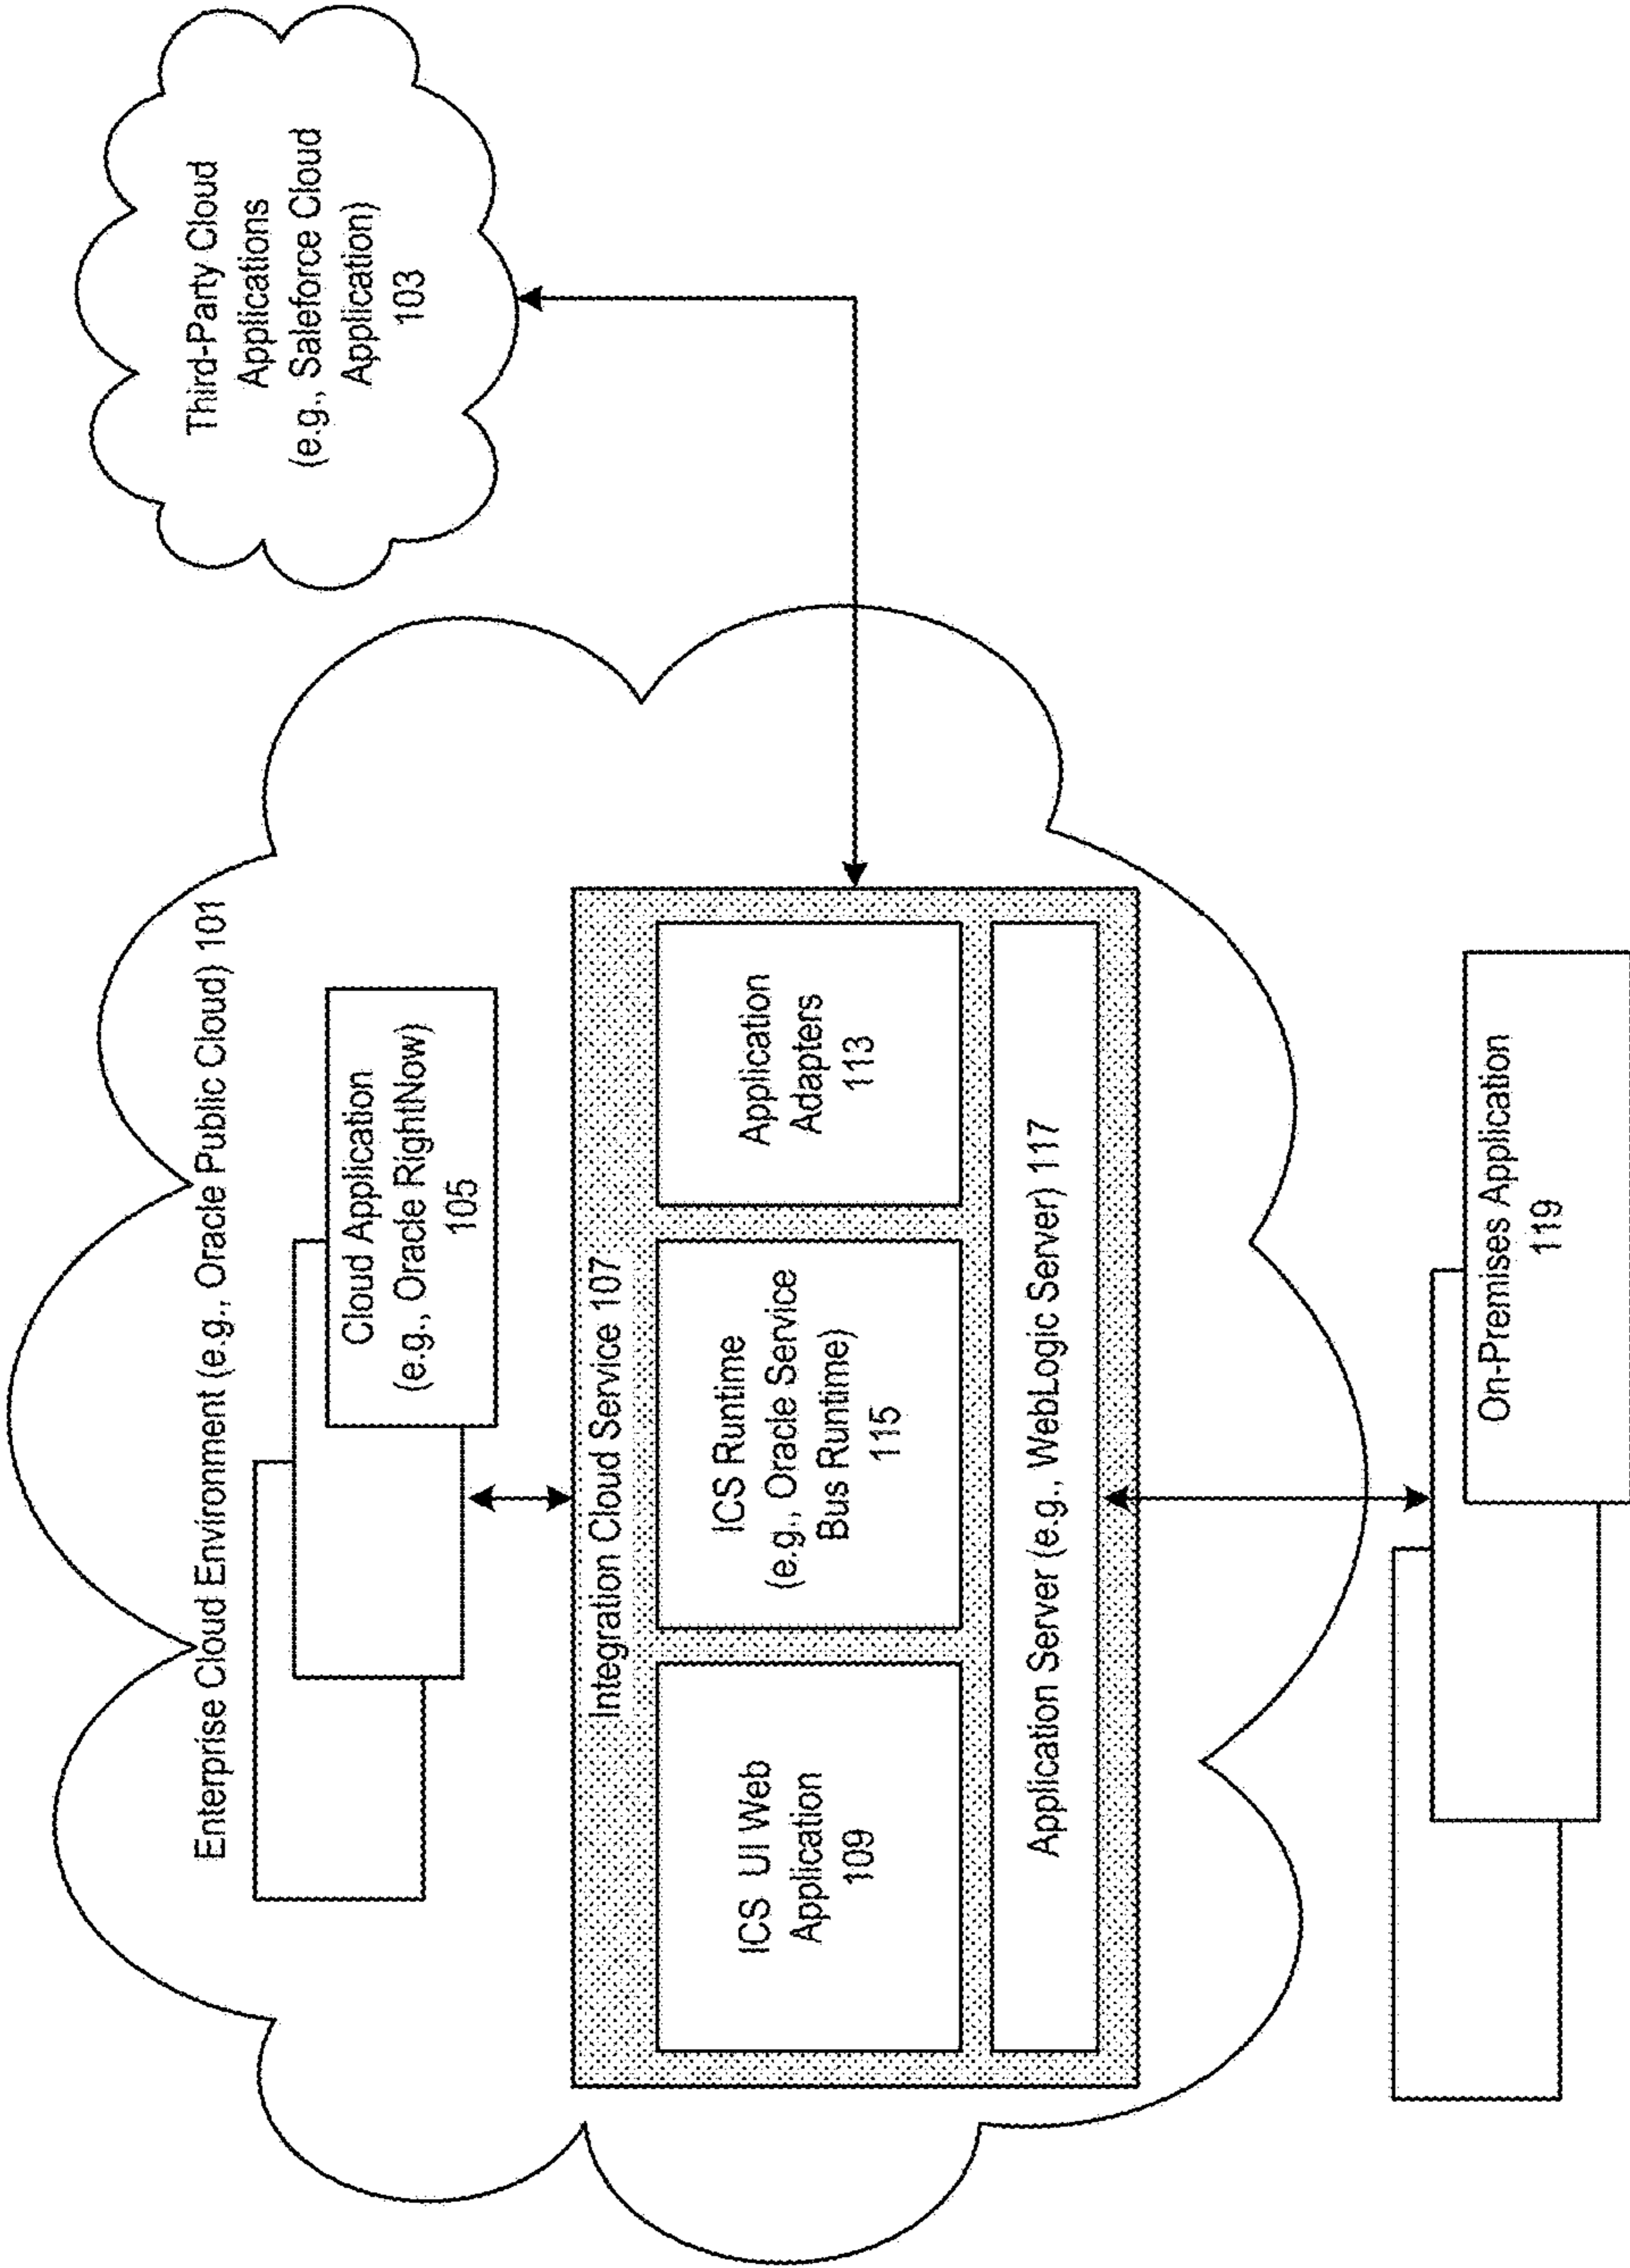 Enterprise Cloud Environment (e.g., Oracle Public Cloud) 101
Cloud Application
(e.g., Oracle RightNow)
105
Third-Party Cloud
Applications
(e.g., Saleforce Cloud
Application)
103
Integration Cloud Service 107
ICS UI Web
Application
109
ICS Runtime
(e.g., Oracle Service
Bus Runtime)
115
Application
Adapters
113
Application Server (e.g., WebLogic Server) 117
On-Premises Application
119